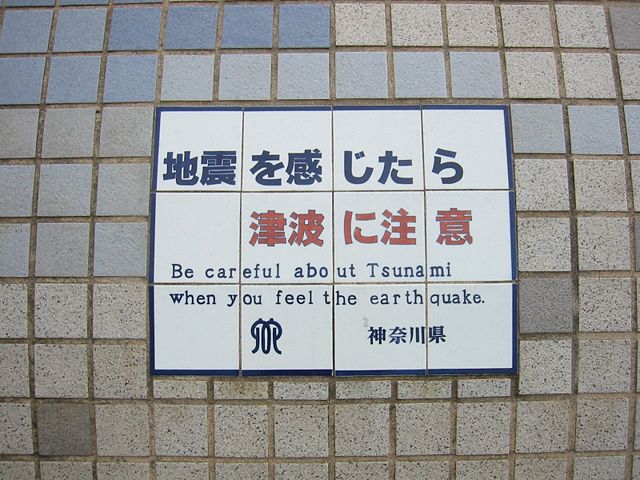 地震を感じたら
津波に注意
Be careful about Tsunami
when you feel the earthquake.
神奈川県